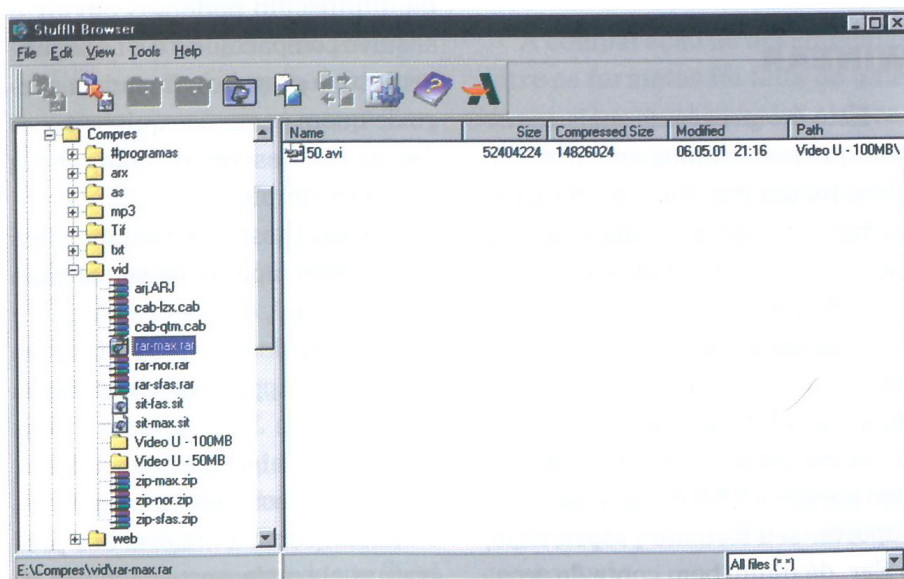 StuffIt Browser
File Edit View Tools Help
Compres
#programas
arx
as
mp3
Tif
txt
vid
arj.ARJ
cab-lzx.cab
cab-qtm.cab
rar-max.rar
rar-nor.rar
rar-sfas.rar
sit-fas.sit
sit-max.sit
Video U - 100MB
Video U - 50MB
zip-max.zip
zip-nor.zip
zip-sfas.zip
web
Name Size Compressed Size Modified Path
50.avi 52404224 14826024 06.05.01 21:16 Video U - 100MB\
E:\Compres\vid\rar-max.rar
All files (*.*)